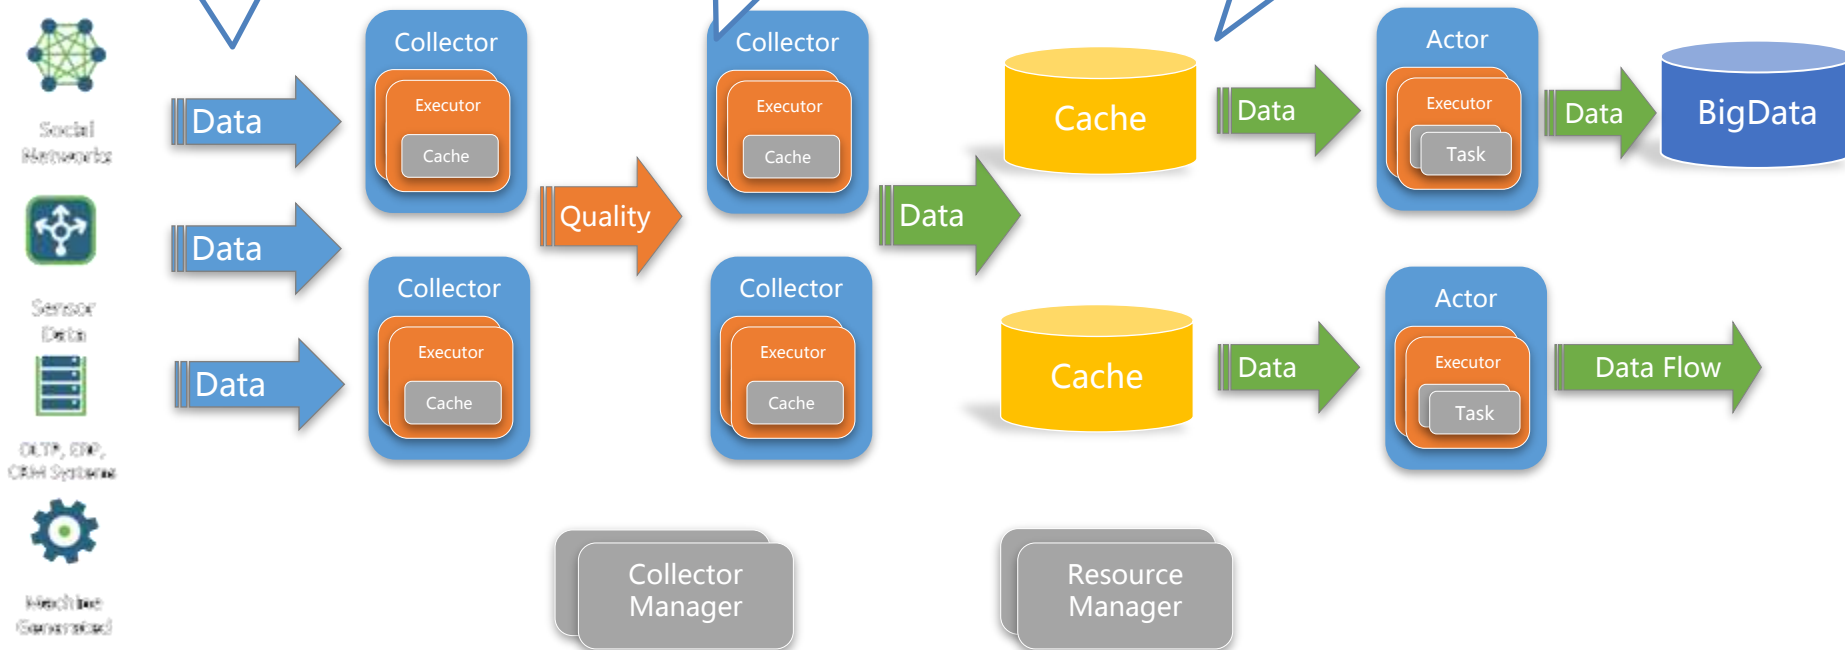 Social
Networks
Sensor
Data
OLTP, ERP,
CRM Systems
Machine
Generated
Data
Data
Data
Collector
Executor
Cache
Collector
Executor
Cache
Quality
Collector
Executor
Cache
Collector
Executor
Cache
Data
Cache
Cache
Data
Data
Actor
Executor
Task
Actor
Executor
Task
Data
BigData
Data Flow
Collector
Manager
Resource
Manager